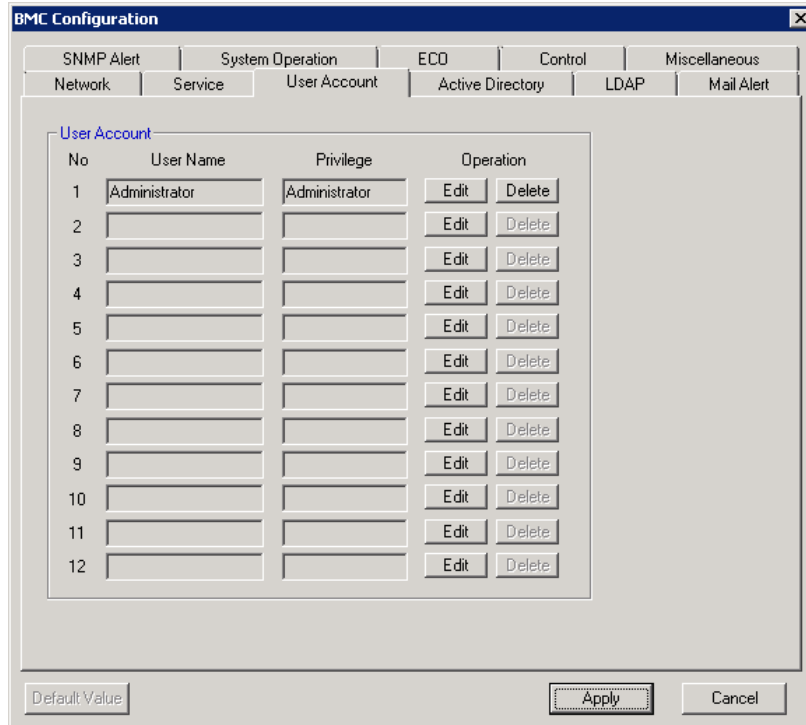 BMC Configuration
SNMP Alert System Operation ECO Control Miscellaneous
Network Service User Account Active Directory LDAP Mail Alert
User Account
No User Name Privilege Operation
1 Administrator Administrator Edit Delete
2 Edit Delete
3 Edit Delete
4 Edit Delete
5 Edit Delete
6 Edit Delete
7 Edit Delete
8 Edit Delete
9 Edit Delete
10 Edit Delete
11 Edit Delete
12 Edit Delete
Default Value Apply Cancel